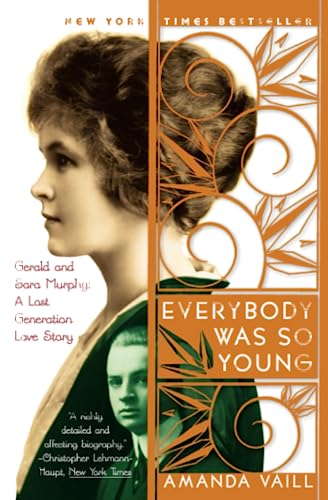 NEW YORK TIMES BESTSELLER
Gerald and
Sara Murphy:
A Lost
Generation
Love Story
EVERYBODY
WAS SO
YOUNG
"A richly
detailed and
affecting biography."
–Christopher Lehmann-
Haupt, New York Times
AMANDA VAILL